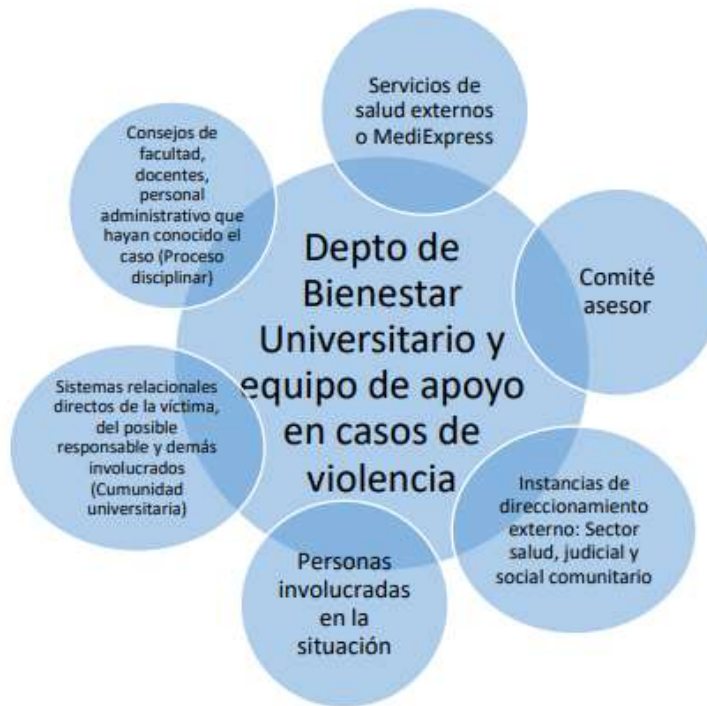 Servicios de
salud externos
o MediExpress
Consejos de
facultad,
docentes,
personal
administrativo que
hayan conocido el
caso (Proceso
disciplinar)
Depto de
Bienestar
Universitario y
equipo de apoyo
en casos de
violencia
Comité
asesor
Sistemas relacionales
directos de la víctima,
del posible
responsable y demás
involucrados
(Cumunidad
universitaria)
Instancias de
direccionamiento
externo: Sector
salud, judicial y
social comunitario
Personas
involucradas
en la
situación